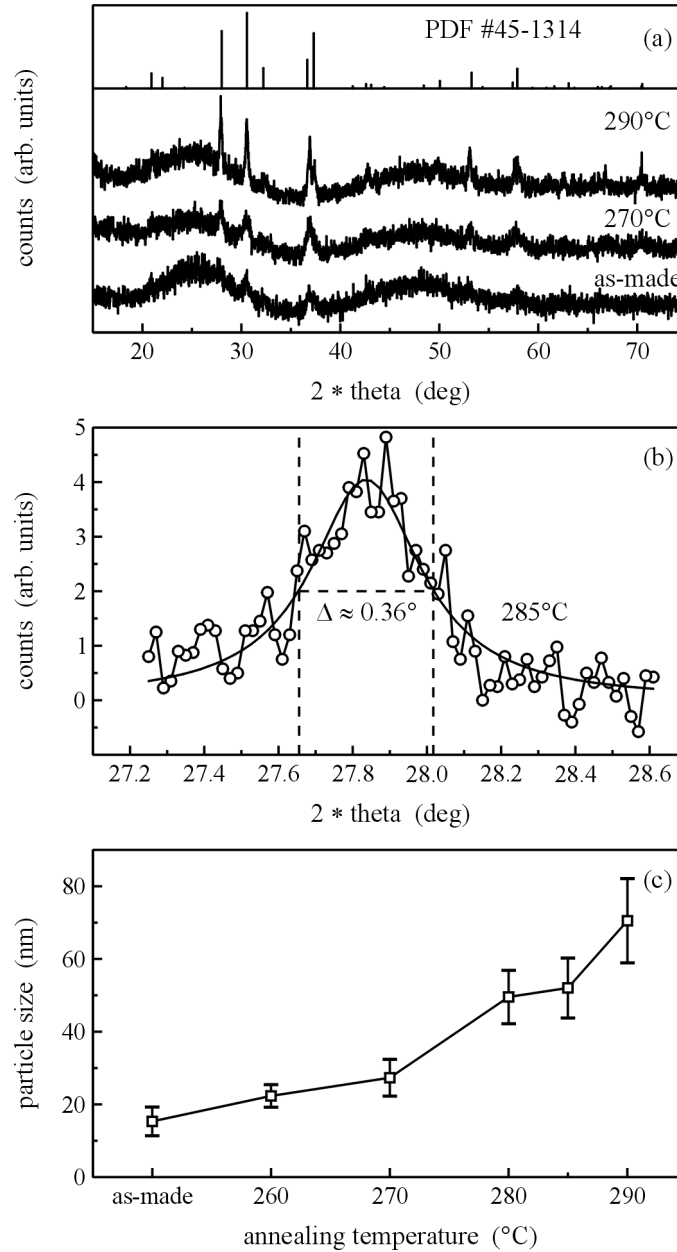 PDF #45-1314
(a)
290°C
270°C
as-made
counts (arb. units)
20 30 40 50 60 70
2 * theta (deg)
5
4
3
2
1
0
(b)
Δ ≈ 0.36°
285°C
counts (arb. units)
27.2 27.4 27.6 27.8 28.0 28.2 28.4 28.6
2 * theta (deg)
80
60
40
20
0
(c)
particle size (nm)
as-made 260 270 280 290
annealing temperature (°C)